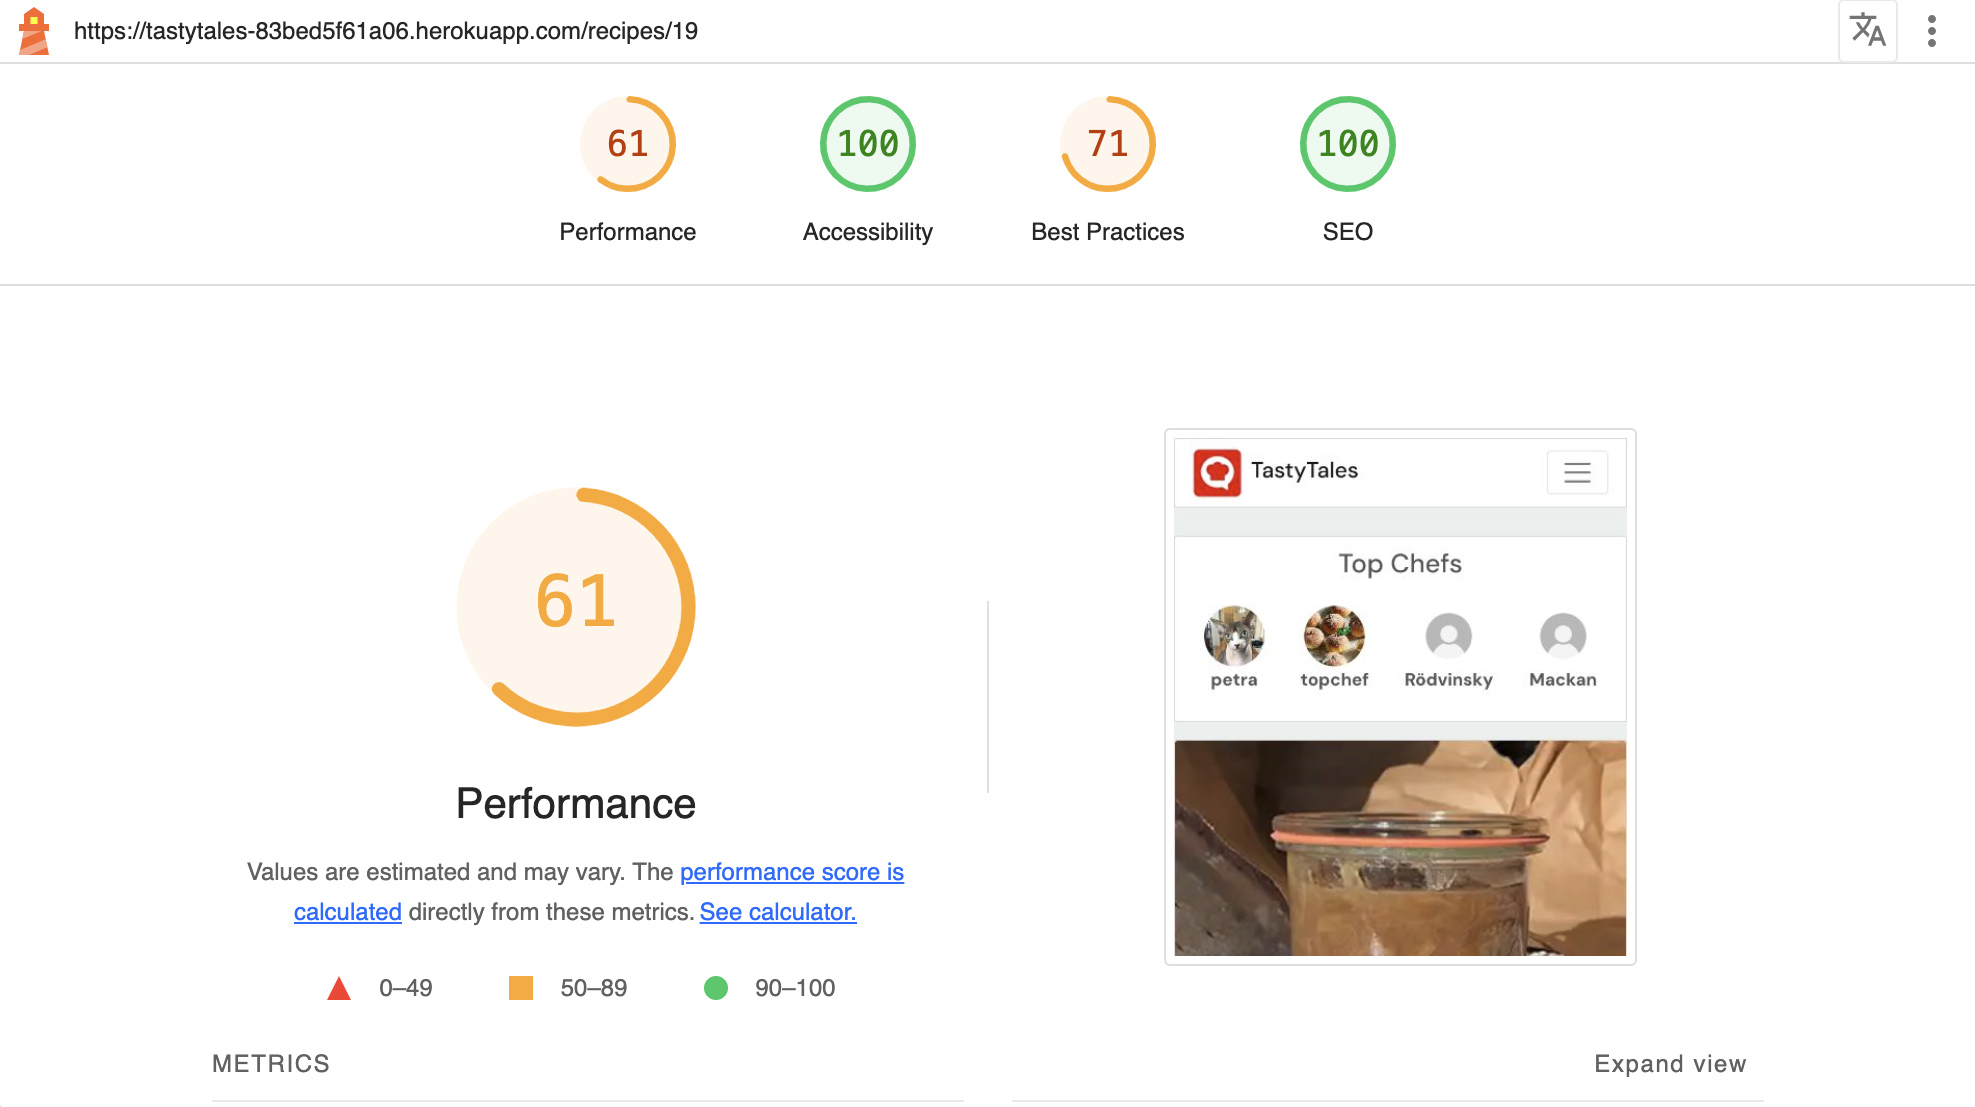 https://tastytales-83bed5f61a06.herokuapp.com/recipes/19
61
100
71
100
Performance
Accessibility
Best Practices
SEO
61
Performance
Values are estimated and may vary. The performance score is
calculated directly from these metrics. See calculator.
0–49
50–89
90–100
TastyTales
Top Chefs
petra
topchef
Rödvinsky
Mackan
METRICS
Expand view